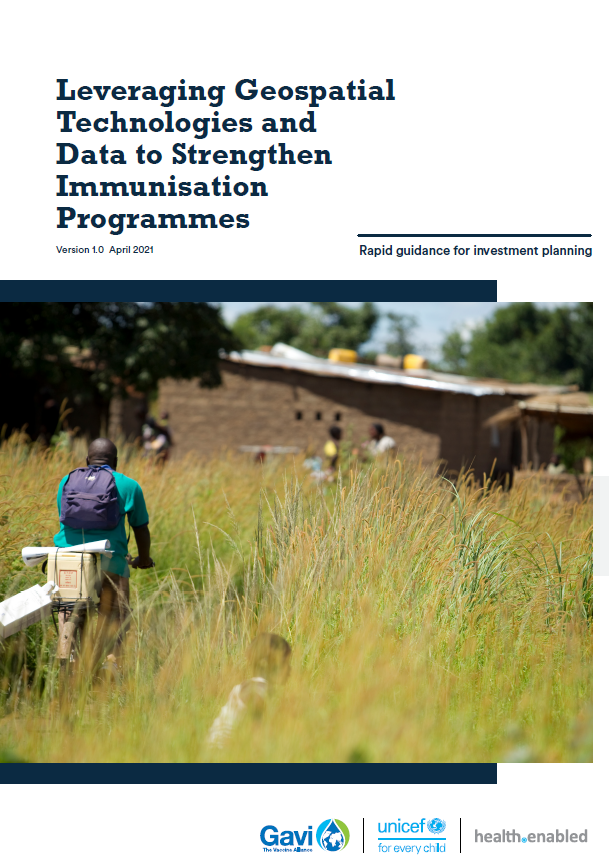 Leveraging Geospatial
Technologies and
Data to Strengthen
Immunisation
Programmes
Version 1.0 April 2021
Rapid guidance for investment planning
Gavi
The Vaccine Alliance
unicef
for every child
health.enabled